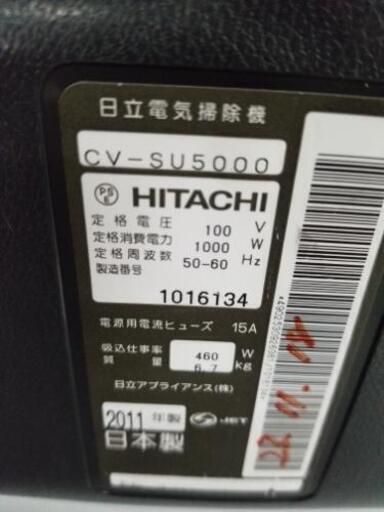 日立電気掃除機
CV-SU5000
PS E HITACHI
定格電圧 100 V
定格消費電力 1000 W
定格周波数 50-60 Hz
製造番号
1016134
電源用電流ヒューズ 15A
吸込仕事率 460 W
質量 6.7 kg
日立アプライアンス(株)
2011 年製 JET
日本製